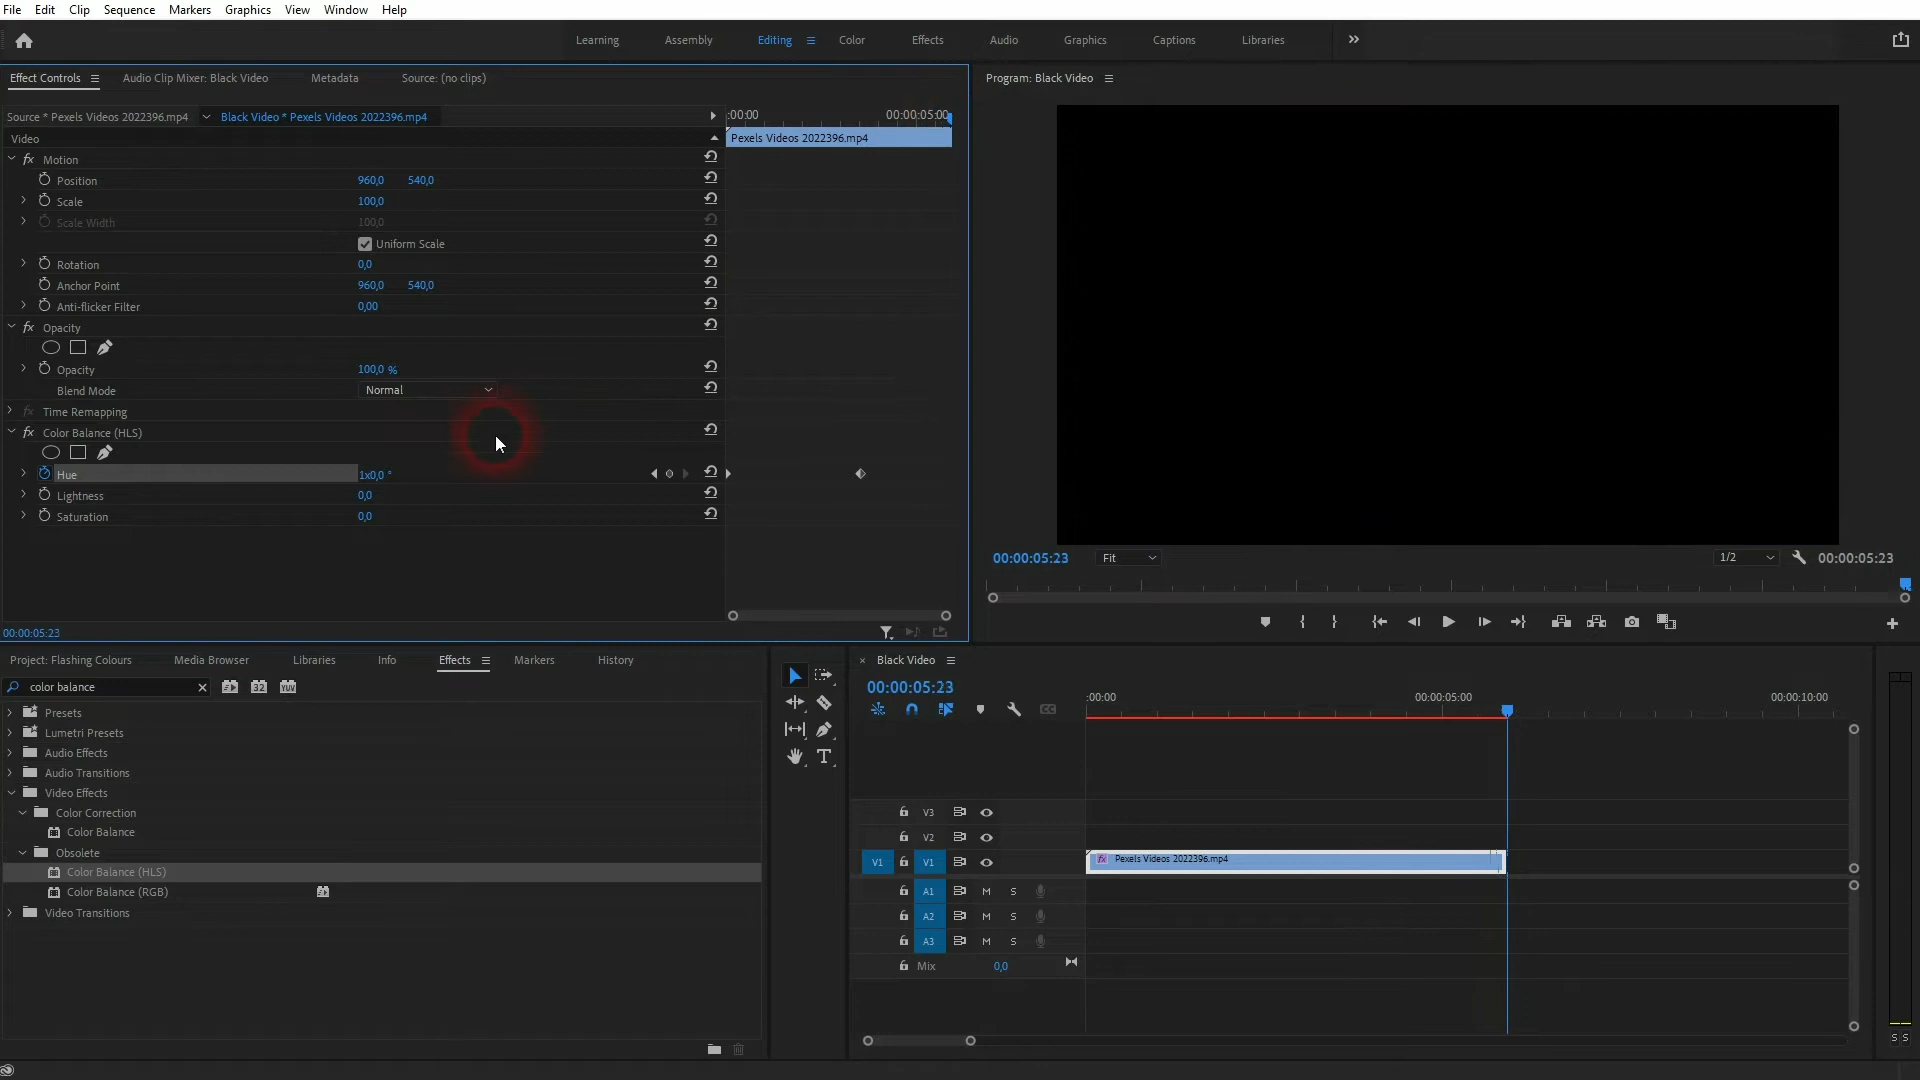 File Edit Clip Sequence Markers Graphics View Window Help
Learning Assembly Editing Color Effects Audio Graphics Captions Libraries
Effect Controls Audio Clip Mixer: Black Video Metadata Source: (no clips)
Program: Black Video
Source * Pexels Videos 2022396.mp4 Black Video * Pexels Videos 2022396.mp4
:00:00 00:00:05:00
Video
Pexels Videos 2022396.mp4
fx Motion
Position 960,0 540,0
Scale 100,0
Scale Width 100,0
Uniform Scale
Rotation 0,0
Anchor Point 960,0 540,0
Anti-flicker Filter 0,00
fx Opacity
Opacity 100,0 %
Blend Mode Normal
fx Time Remapping
fx Color Balance (HLS)
Hue 1x0,0 °
Lightness 0,0
Saturation 0,0
00:00:05:23
00:00:05:23 Fit 1/2 00:00:05:23
Project: Flashing Colours Media Browser Libraries Info Effects Markers History
color balance
32 YUV
Presets
Lumetri Presets
Audio Effects
Audio Transitions
Video Effects
Color Correction
Color Balance
Obsolete
Color Balance (HLS)
Color Balance (RGB)
Video Transitions
× Black Video
00:00:05:23
:00:00 00:00:05:00 00:00:10:00
CC
V3
V2
V1 V1
fx Pexels Videos 2022396.mp4
A1 M S
A2 M S
A3 M S
Mix 0,0
S S